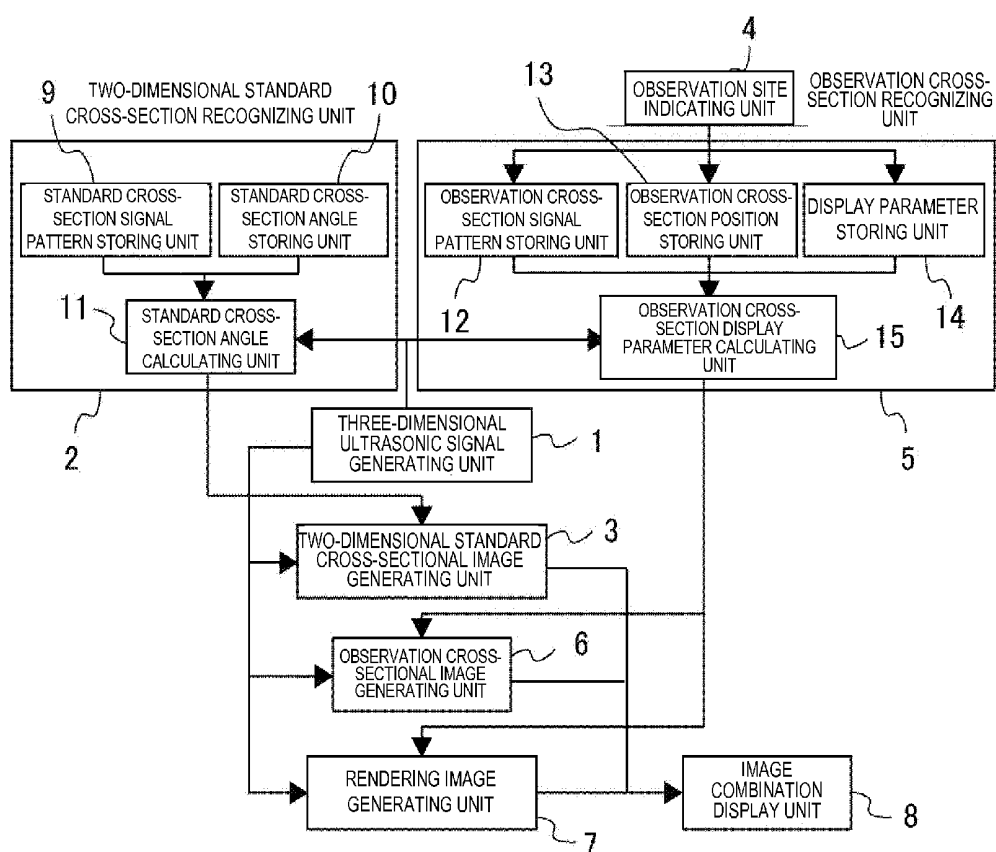 4
9
TWO-DIMENSIONAL STANDARD
CROSS-SECTION RECOGNIZING UNIT
10
13
OBSERVATION SITE
INDICATING UNIT
OBSERVATION CROSS-
SECTION RECOGNIZING
UNIT
STANDARD CROSS-
SECTION SIGNAL
PATTERN STORING UNIT
STANDARD CROSS-
SECTION ANGLE
STORING UNIT
OBSERVATION CROSS-
SECTION SIGNAL
PATTERN STORING UNIT
OBSERVATION CROSS-
SECTION POSITION
STORING UNIT
DISPLAY PARAMETER
STORING UNIT
11
STANDARD CROSS-
SECTION ANGLE
CALCULATING UNIT
12
OBSERVATION CROSS-
SECTION DISPLAY
PARAMETER CALCULATING
UNIT
15
14
2
THREE-DIMENSIONAL
ULTRASONIC SIGNAL
GENERATING UNIT
1
5
TWO-DIMENSIONAL STANDARD
CROSS-SECTIONAL IMAGE
GENERATING UNIT
3
OBSERVATION CROSS-
SECTIONAL IMAGE
GENERATING UNIT
6
RENDERING IMAGE
GENERATING UNIT
7
IMAGE
COMBINATION
DISPLAY UNIT
8